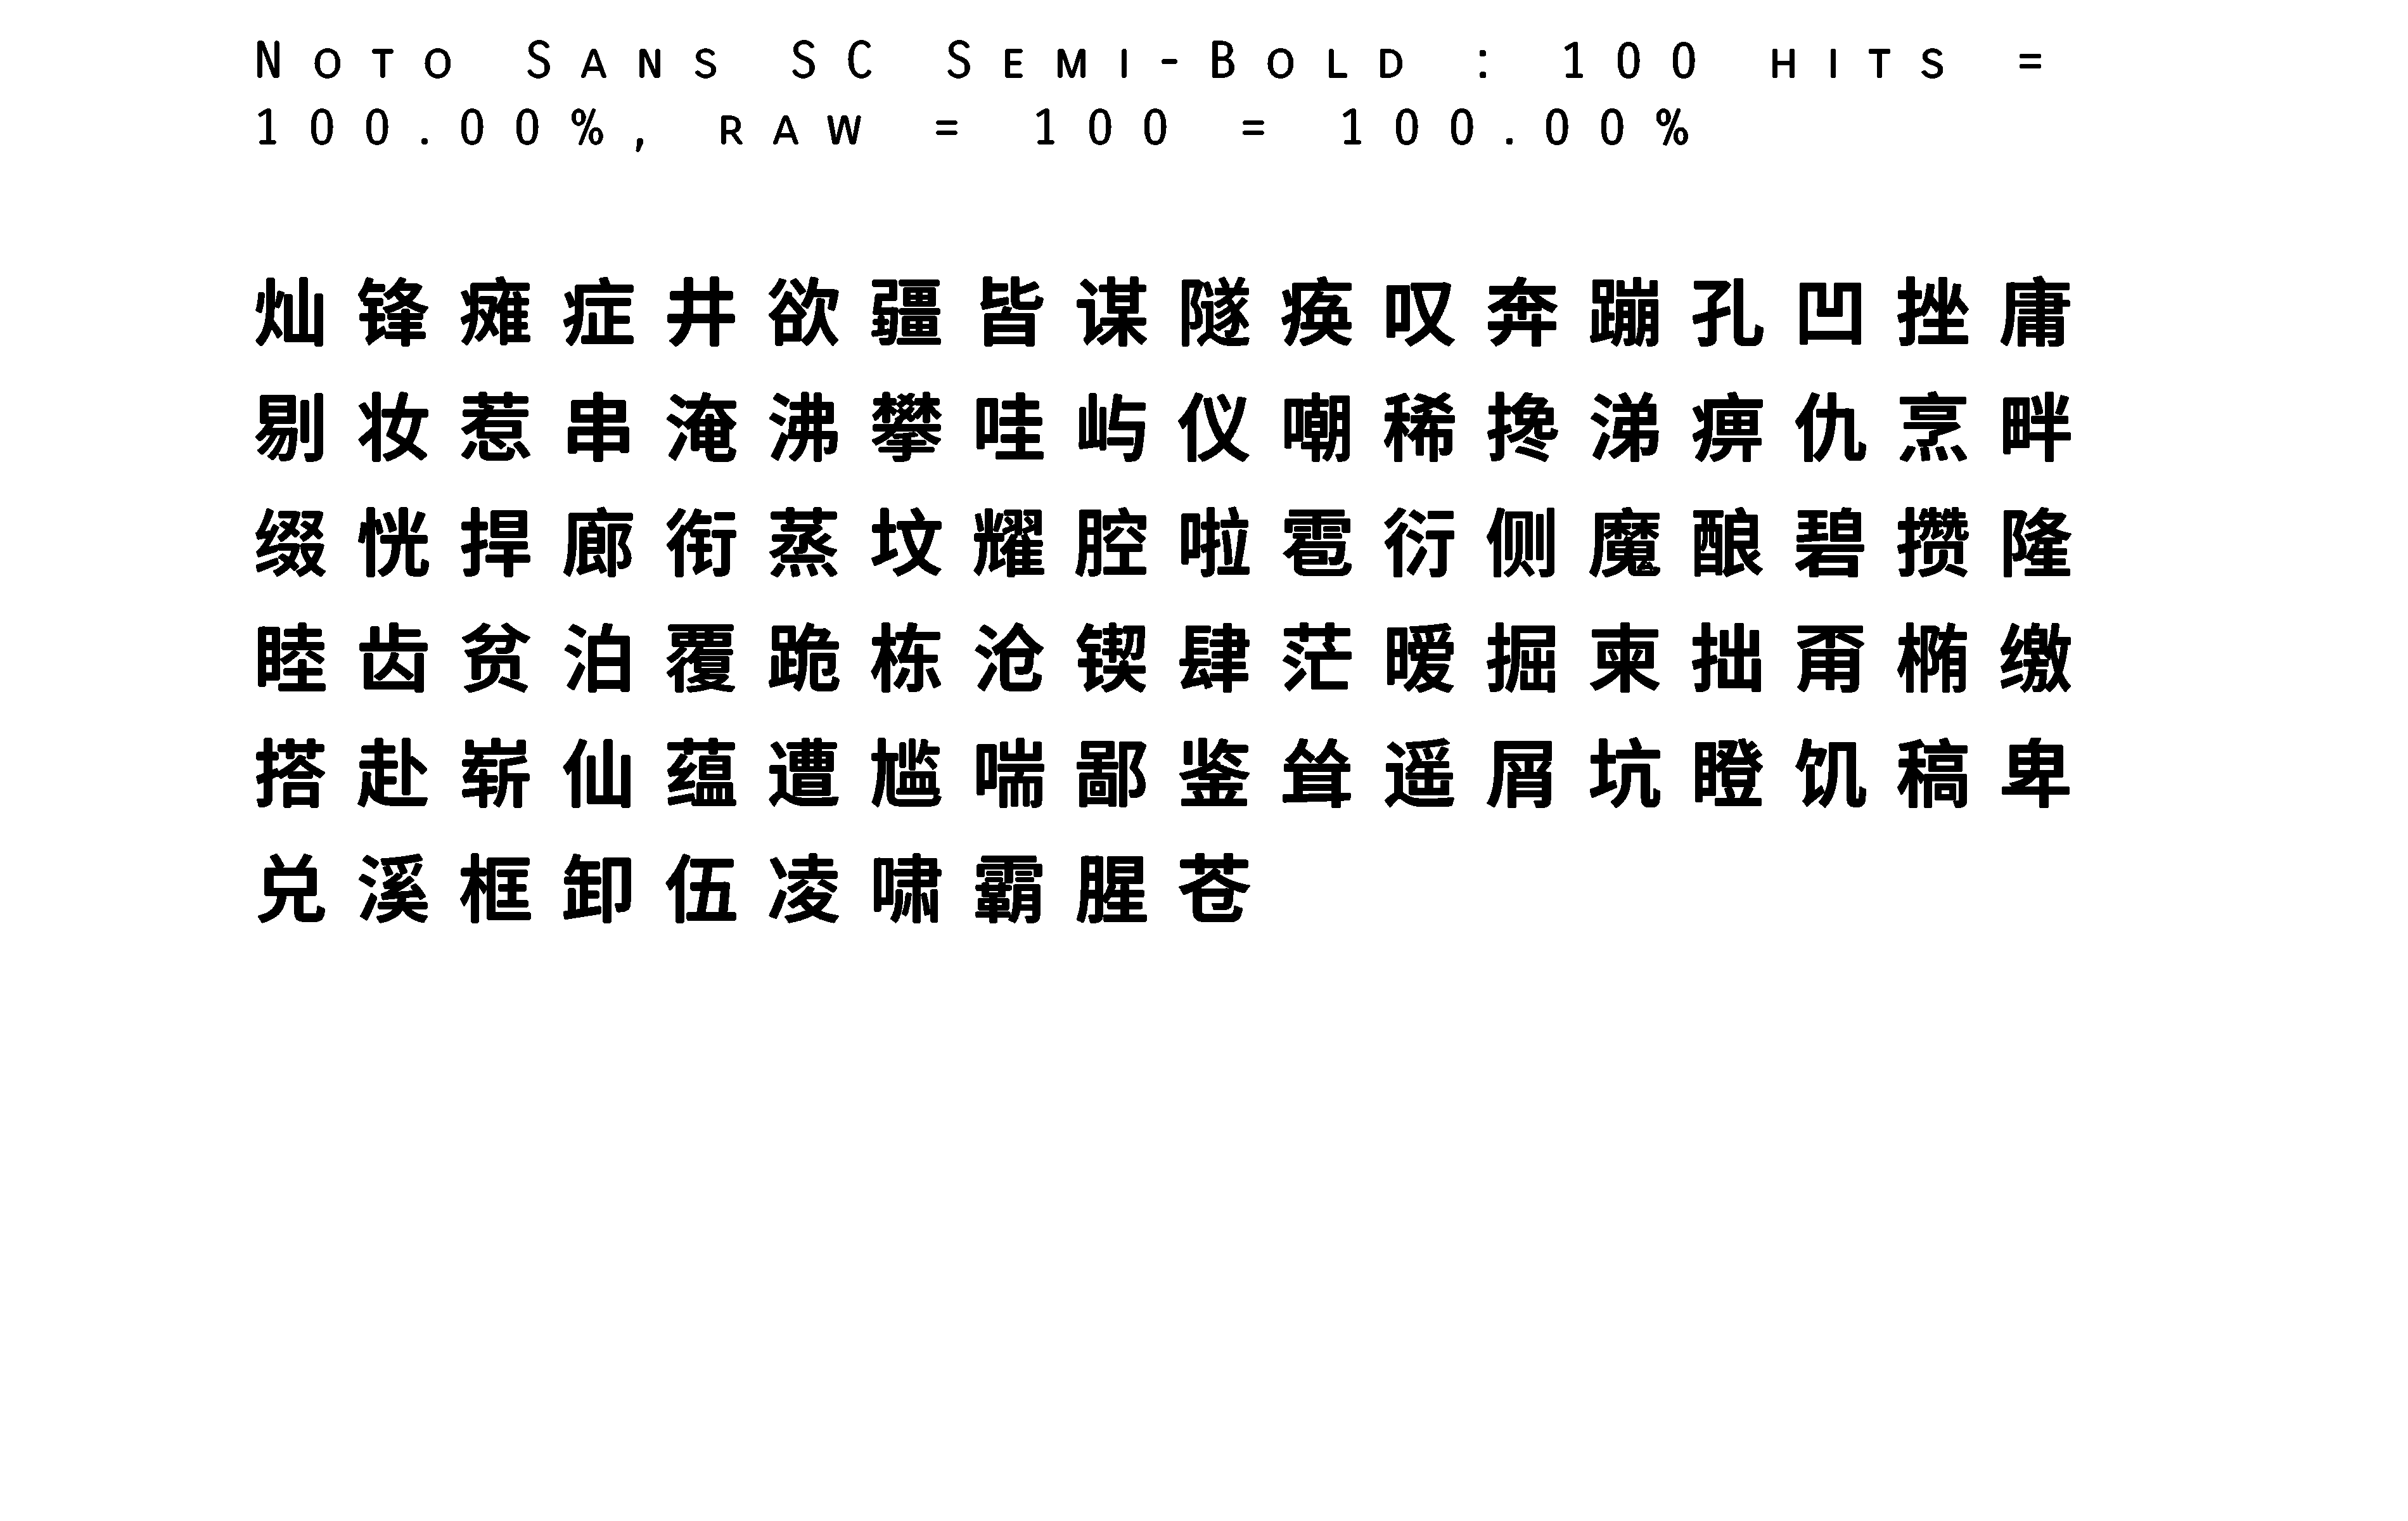 Noto Sans SC Semi-Bold : 100 hits =
100.00%, raw = 100 = 100.00%
灿锋瘫症井欲疆皆谋隧痪叹奔蹦孔凹挫庸
剔妆惹串淹沸攀哇屿仪嘲稀搀涕痹仇烹畔
缀恍捍廊衔蒸坟耀腔啦雹衍侧魔酿碧攒隆
睦齿贫泊覆跪栋沧锲肆茫暧掘柬拙甭椭缴
搭赴崭仙蕴遭尴喘鄙鉴耸遥屑坑瞪饥稿卑
兑溪框卸伍凌啸霸腥苍